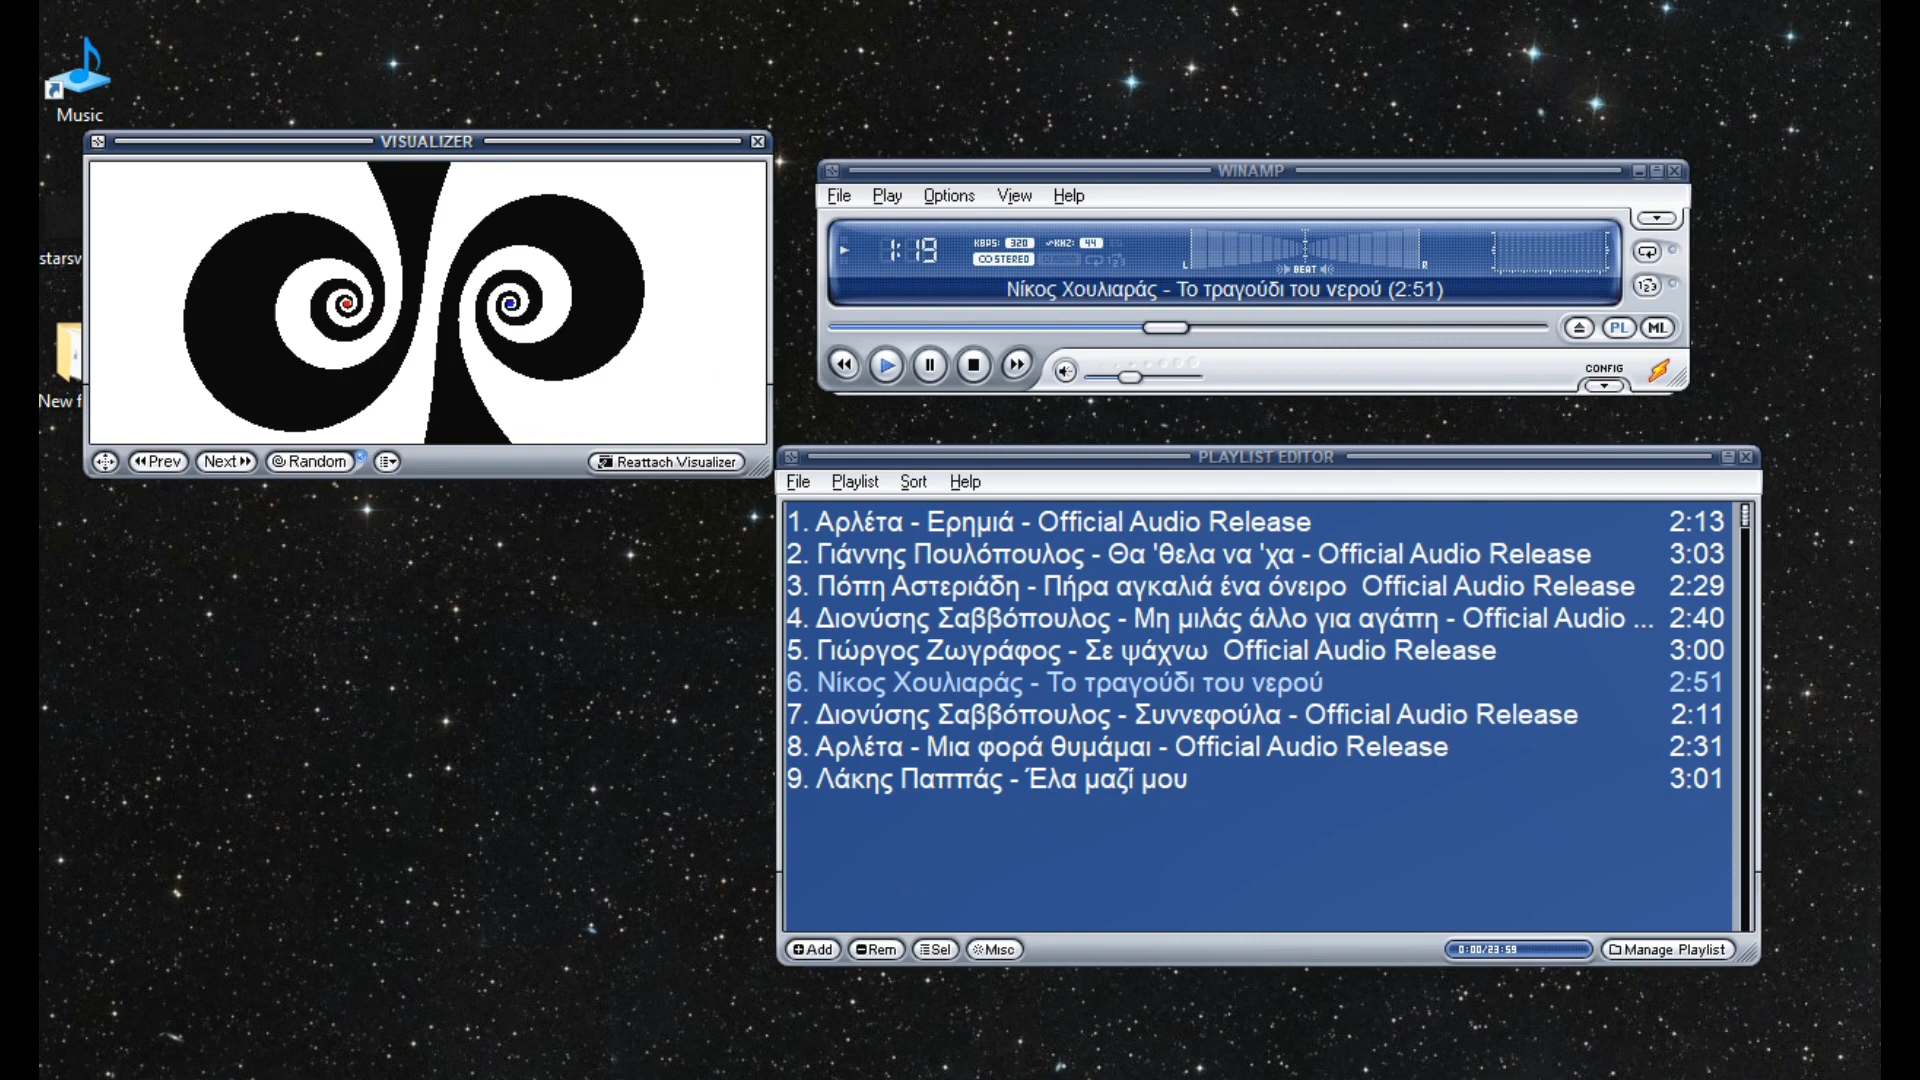 Music
VISUALIZER
WINAMP
File Play Options View Help
1:19
KBPS: 320 KHZ: 44
STEREO
L R
BEAT
Νίκος Χουλιαράς - Το τραγούδι του νερού (2:51)
123
PL ML
CONFIG
starsw
New f
Prev Next Random Reattach Visualizer
PLAYLIST EDITOR
File Playlist Sort Help
1. Αρλέτα - Ερημιά - Official Audio Release 2:13
2. Γιάννης Πουλόπουλος - Θα 'θελα να 'χα - Official Audio Release 3:03
3. Πόπη Αστεριάδη - Πήρα αγκαλιά ένα όνειρο  Official Audio Release 2:29
4. Διονύσης Σαββόπουλος - Μη μιλάς άλλο για αγάπη - Official Audio ... 2:40
5. Γιώργος Ζωγράφος - Σε ψάχνω  Official Audio Release 3:00
6. Νίκος Χουλιαράς - Το τραγούδι του νερού 2:51
7. Διονύσης Σαββόπουλος - Συννεφούλα - Official Audio Release 2:11
8. Αρλέτα - Μια φορά θυμάμαι - Official Audio Release 2:31
9. Λάκης Παππάς - Έλα μαζί μου 3:01
Add Rem Sel Misc 0:00/23:59 Manage Playlist